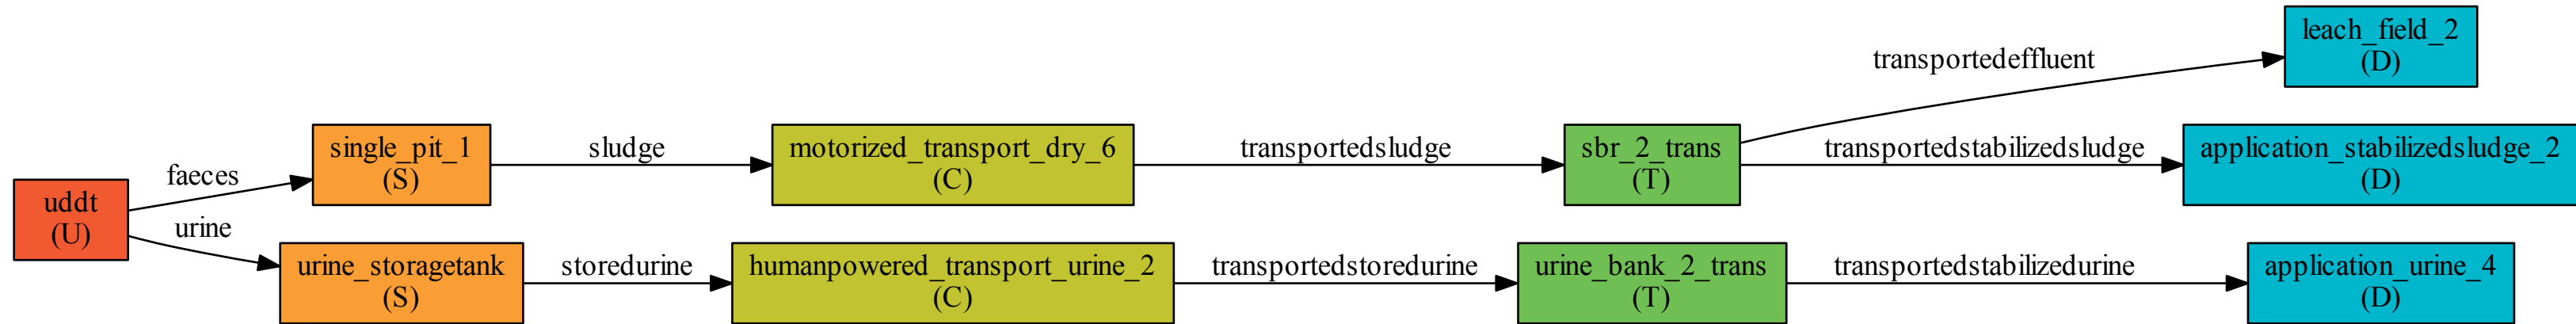 leach_field_2
(D)
transportedeffluent
single_pit_1
(S)
sludge
motorized_transport_dry_6
(C)
transportedsludge
sbr_2_trans
(T)
transportedstabilizedsludge
application_stabilizedsludge_2
(D)
faeces
uddt
(U)
urine
urine_storagetank
(S)
storedurine
humanpowered_transport_urine_2
(C)
transportedstoredurine
urine_bank_2_trans
(T)
transportedstabilizedurine
application_urine_4
(D)